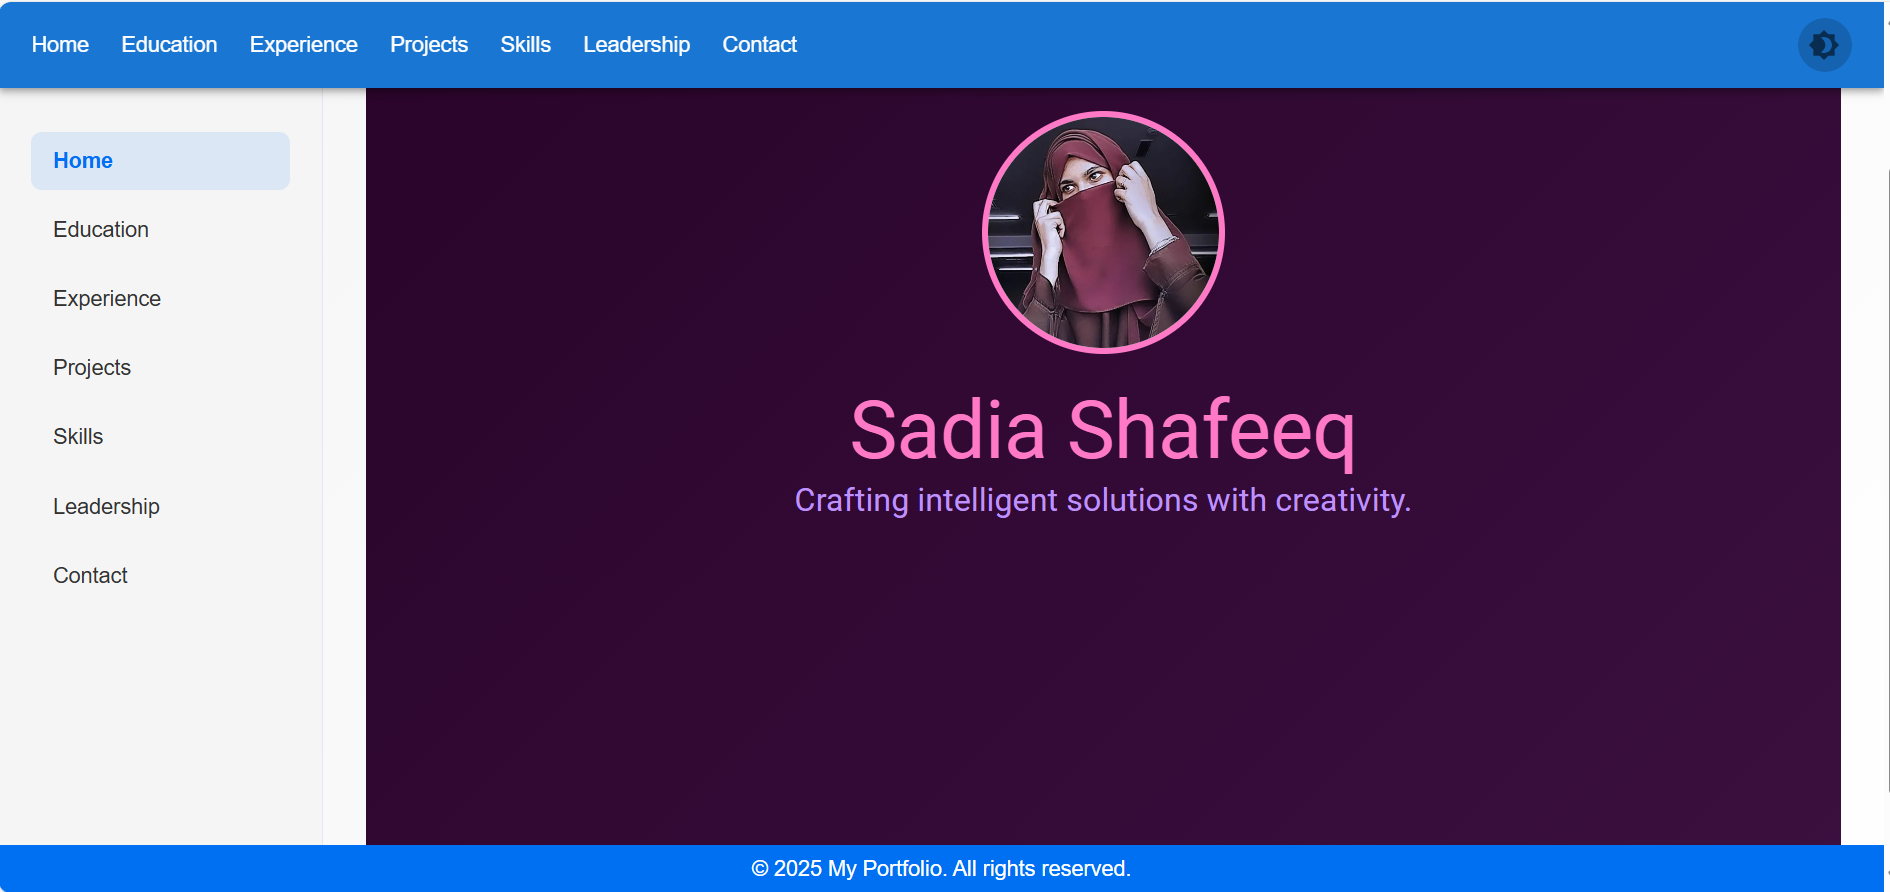 Home Education Experience Projects Skills Leadership Contact
Home
Education
Experience
Projects
Skills
Leadership
Contact
Sadia Shafeeq
Crafting intelligent solutions with creativity.
© 2025 My Portfolio. All rights reserved.